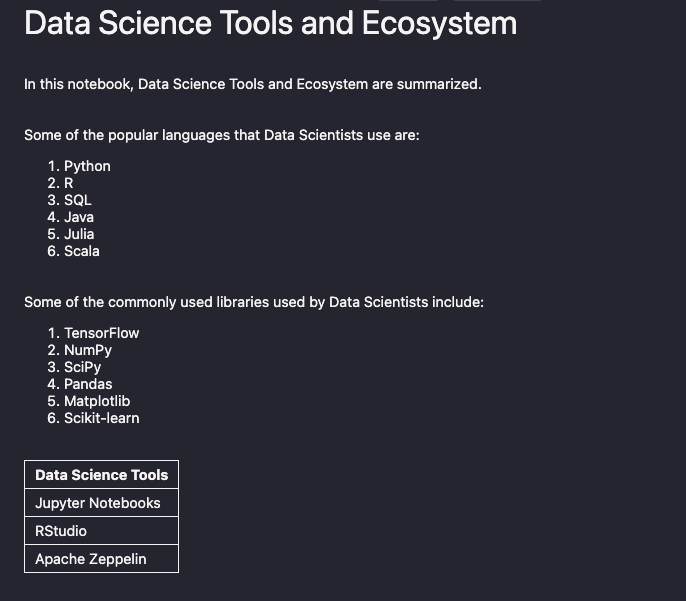 Data Science Tools and Ecosystem
In this notebook, Data Science Tools and Ecosystem are summarized.
Some of the popular languages that Data Scientists use are:
1. Python
2. R
3. SQL
4. Java
5. Julia
6. Scala
Some of the commonly used libraries used by Data Scientists include:
1. TensorFlow
2. NumPy
3. SciPy
4. Pandas
5. Matplotlib
6. Scikit-learn
Data Science Tools
Jupyter Notebooks
RStudio
Apache Zeppelin